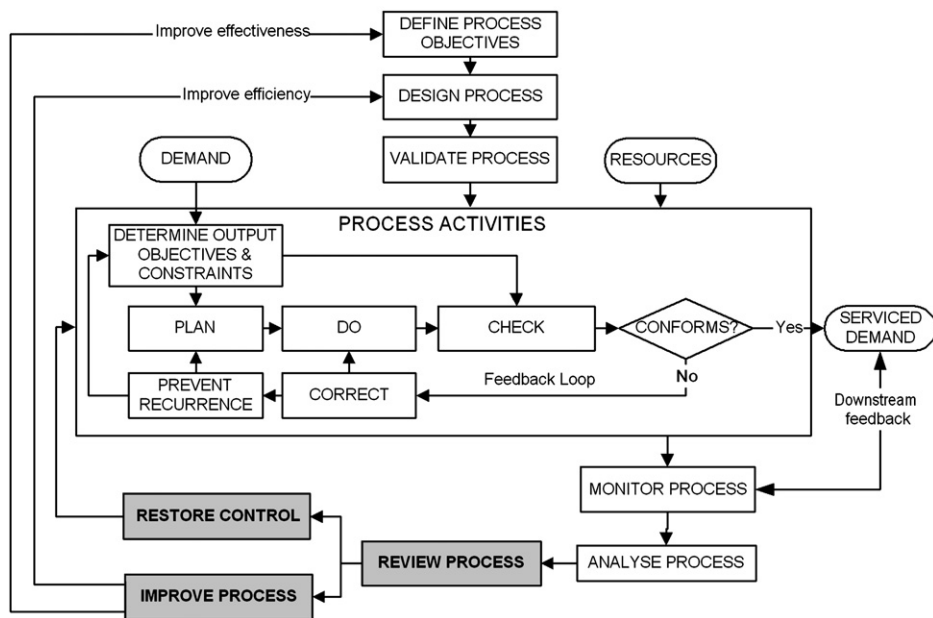 Improve effectiveness
DEFINE PROCESS
OBJECTIVES
Improve efficiency
DESIGN PROCESS
DEMAND
VALIDATE PROCESS
RESOURCES
PROCESS ACTIVITIES
DETERMINE OUTPUT
OBJECTIVES &
CONSTRAINTS
PLAN
DO
CHECK
CONFORMS?
Yes
SERVICED
DEMAND
PREVENT
RECURRENCE
CORRECT
Feedback Loop
No
Downstream
feedback
MONITOR PROCESS
RESTORE CONTROL
REVIEW PROCESS
ANALYSE PROCESS
IMPROVE PROCESS